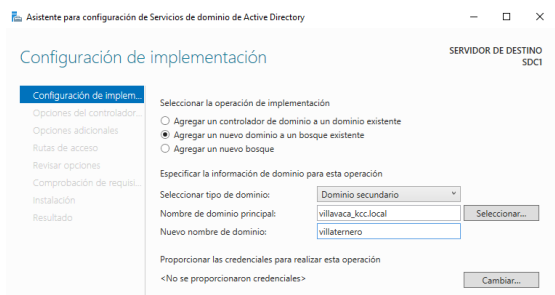 Asistente para configuración de Servicios de dominio de Active Directory
Configuración de implementación
SERVIDOR DE DESTINO
SDC1
Configuración de implem...
Opciones del controlador...
Opciones adicionales
Rutas de acceso
Revisar opciones
Comprobación de requisi...
Instalación
Resultado
Seleccionar la operación de implementación
Agregar un controlador de dominio a un dominio existente
Agregar un nuevo dominio a un bosque existente
Agregar un nuevo bosque
Especificar la información de dominio para esta operación
Seleccionar tipo de dominio: Dominio secundario
Nombre de dominio principal: villavaca_kcc.local Seleccionar...
Nuevo nombre de dominio: villaternero
Proporcionar las credenciales para realizar esta operación
<No se proporcionaron credenciales> Cambiar...